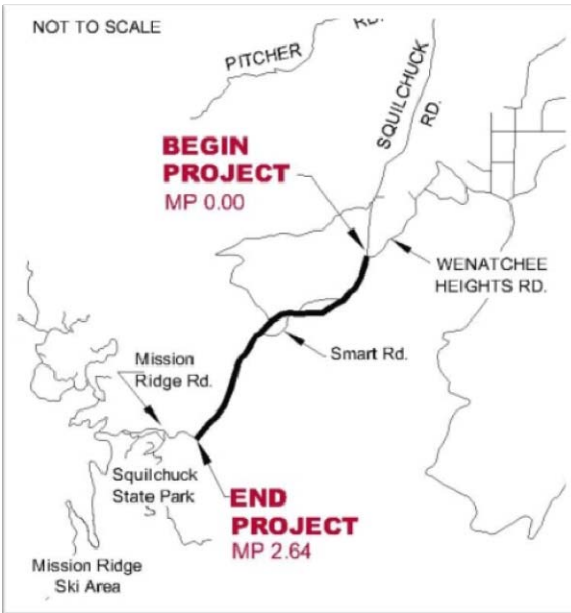 NOT TO SCALE
RD.
PITCHER
SQUILCHUCK
RD.
BEGIN
PROJECT
MP 0.00
WENATCHEE
HEIGHTS RD.
Smart Rd.
Mission
Ridge Rd.
Squilchuck
State Park
END
PROJECT
MP 2.64
Mission Ridge
Ski Area